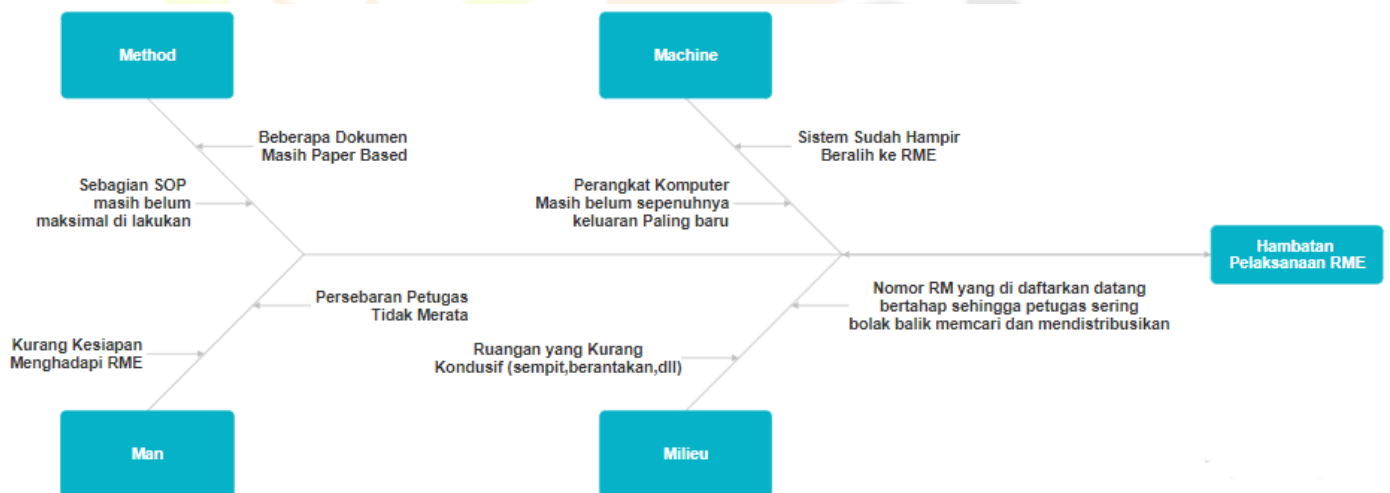 Method
Machine
Beberapa Dokumen
Masih Paper Based
Sistem Sudah Hampir
Beralih ke RME
Sebagian SOP
masih belum
maksimal di lakukan
Perangkat Komputer
Masih belum sepenuhnya
keluaran Paling baru
Hambatan
Pelaksanaan RME
Persebaran Petugas
Tidak Merata
Nomor RM yang di daftarkan datang
bertahap sehingga petugas sering
bolak balik memcari dan mendistribusikan
Kurang Kesiapan
Menghadapi RME
Ruangan yang Kurang
Kondusif (sempit,berantakan,dll)
Man
Milieu